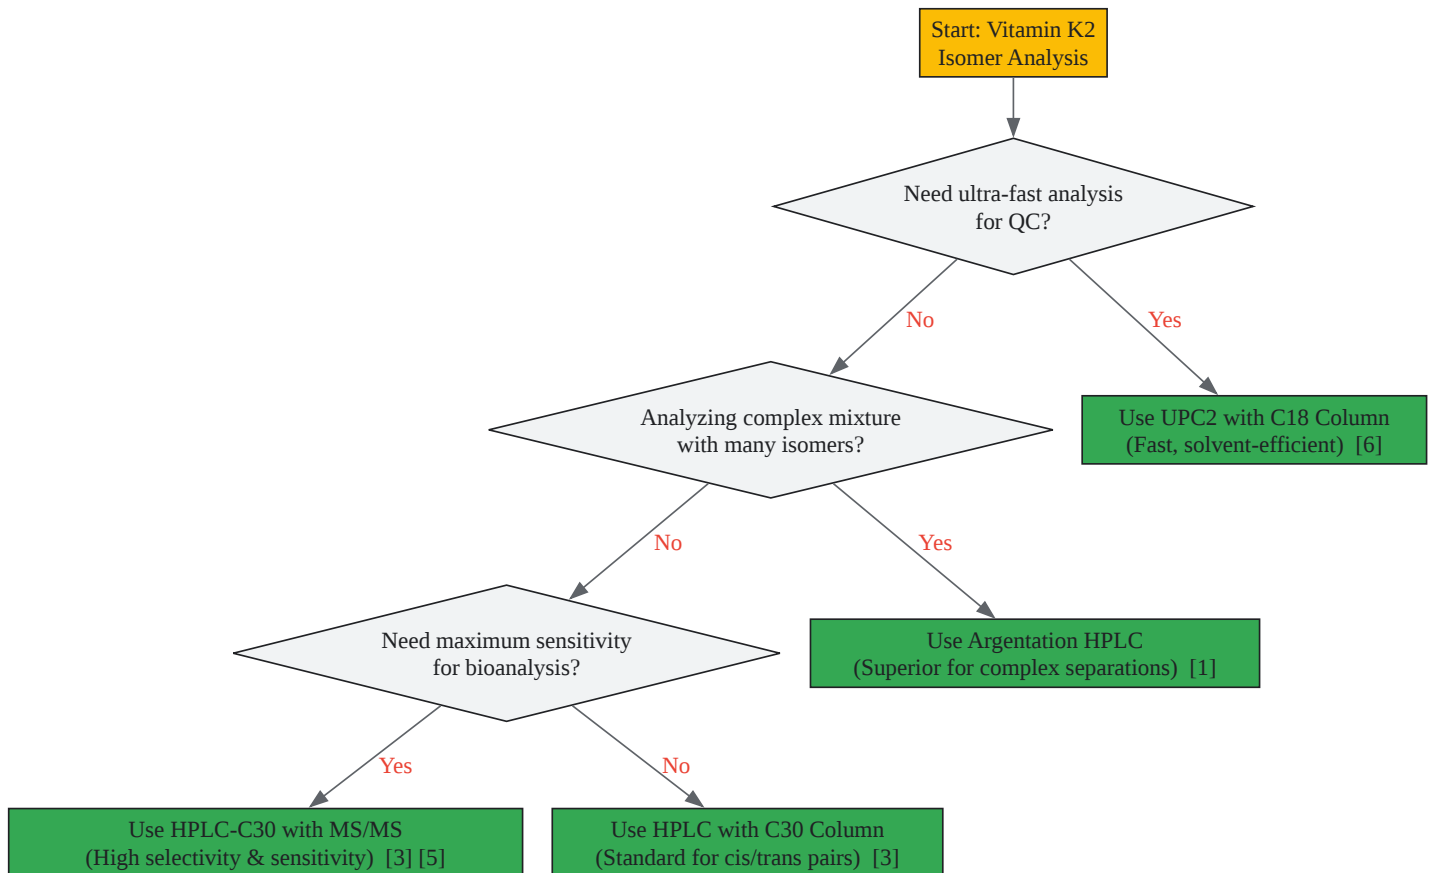 Start: Vitamin K2
Isomer Analysis
Need ultra-fast analysis
for QC?
No
Yes
Analyzing complex mixture
with many isomers?
Use UPC2 with C18 Column
(Fast, solvent-efficient) [6]
No
Yes
Need maximum sensitivity
for bioanalysis?
Use Argentation HPLC
(Superior for complex separations) [1]
Yes
No
Use HPLC-C30 with MS/MS
(High selectivity & sensitivity) [3] [5]
Use HPLC with C30 Column
(Standard for cis/trans pairs) [3]